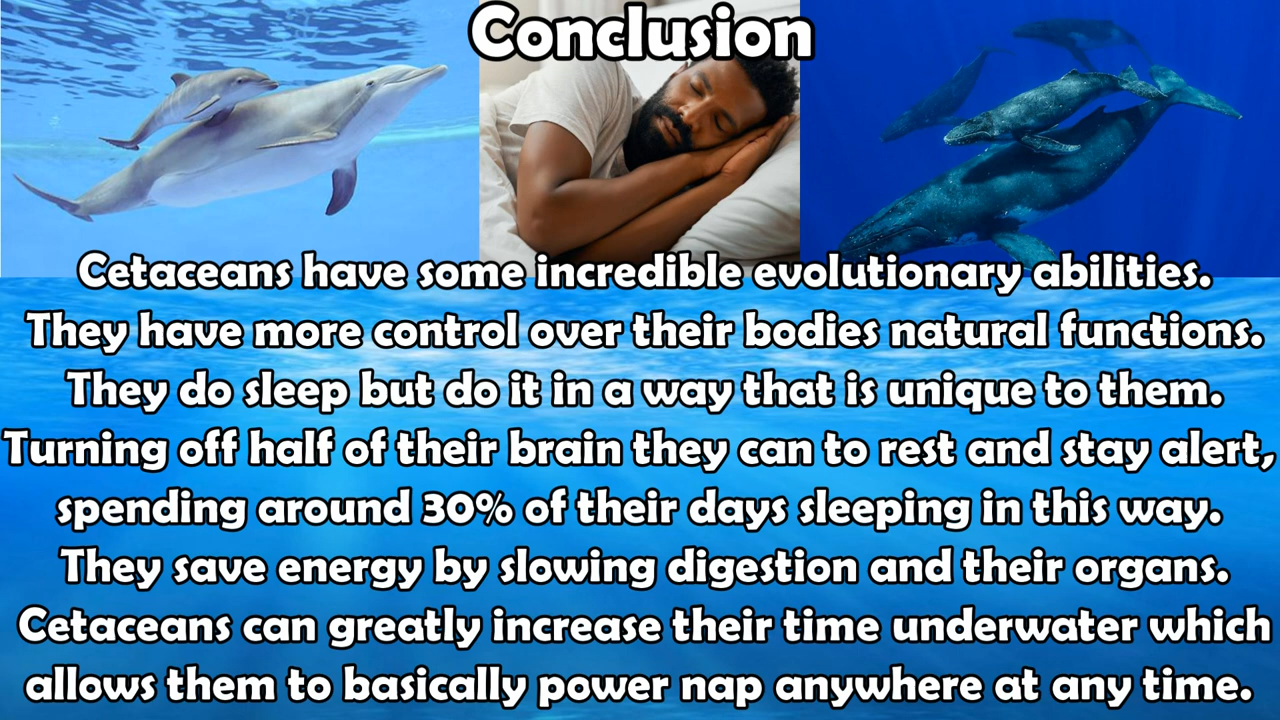 Conclusion
Cetaceans have some incredible evolutionary abilities.
They have more control over their bodies natural functions.
They do sleep but do it in a way that is unique to them.
Turning off half of their brain they can to rest and stay alert,
spending around 30% of their days sleeping in this way.
They save energy by slowing digestion and their organs.
Cetaceans can greatly increase their time underwater which
allows them to basically power nap anywhere at any time.